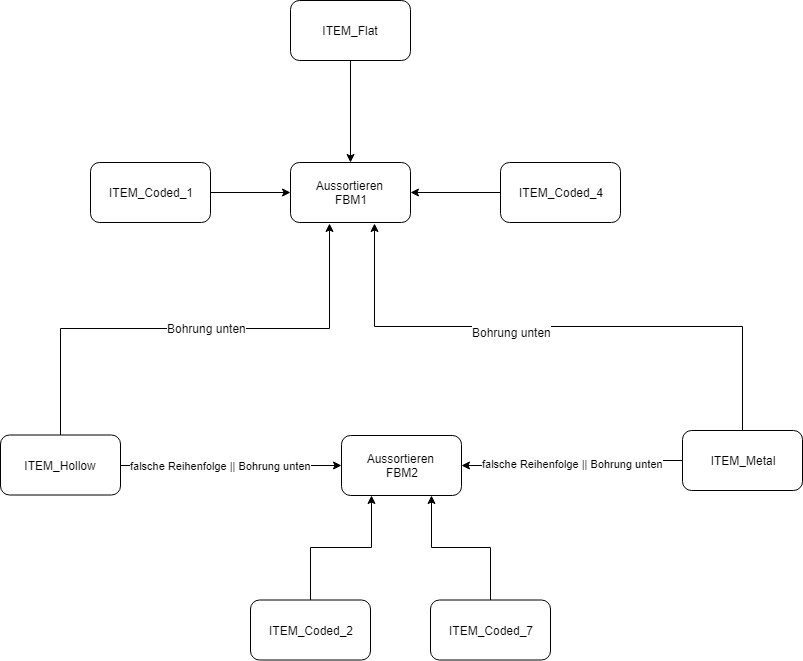 ITEM_Flat
ITEM_Coded_1
Aussortieren
FBM1
ITEM_Coded_4
Bohrung unten
Bohrung unten
ITEM_Hollow
falsche Reihenfolge || Bohrung unten
Aussortieren
FBM2
falsche Reihenfolge || Bohrung unten
ITEM_Metal
ITEM_Coded_2
ITEM_Coded_7